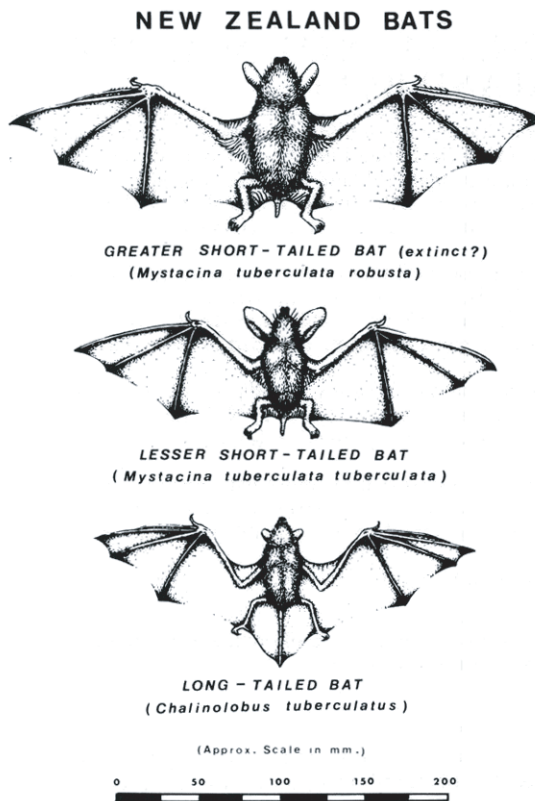 NEW ZEALAND BATS
GREATER SHORT-TAILED BAT (extinct?)
(Mystacina tuberculata robusta)
LESSER SHORT-TAILED BAT
(Mystacina tuberculata tuberculata)
LONG-TAILED BAT
(Chalinolobus tuberculatus)
(Approx. Scale in mm.)
0 50 100 150 200